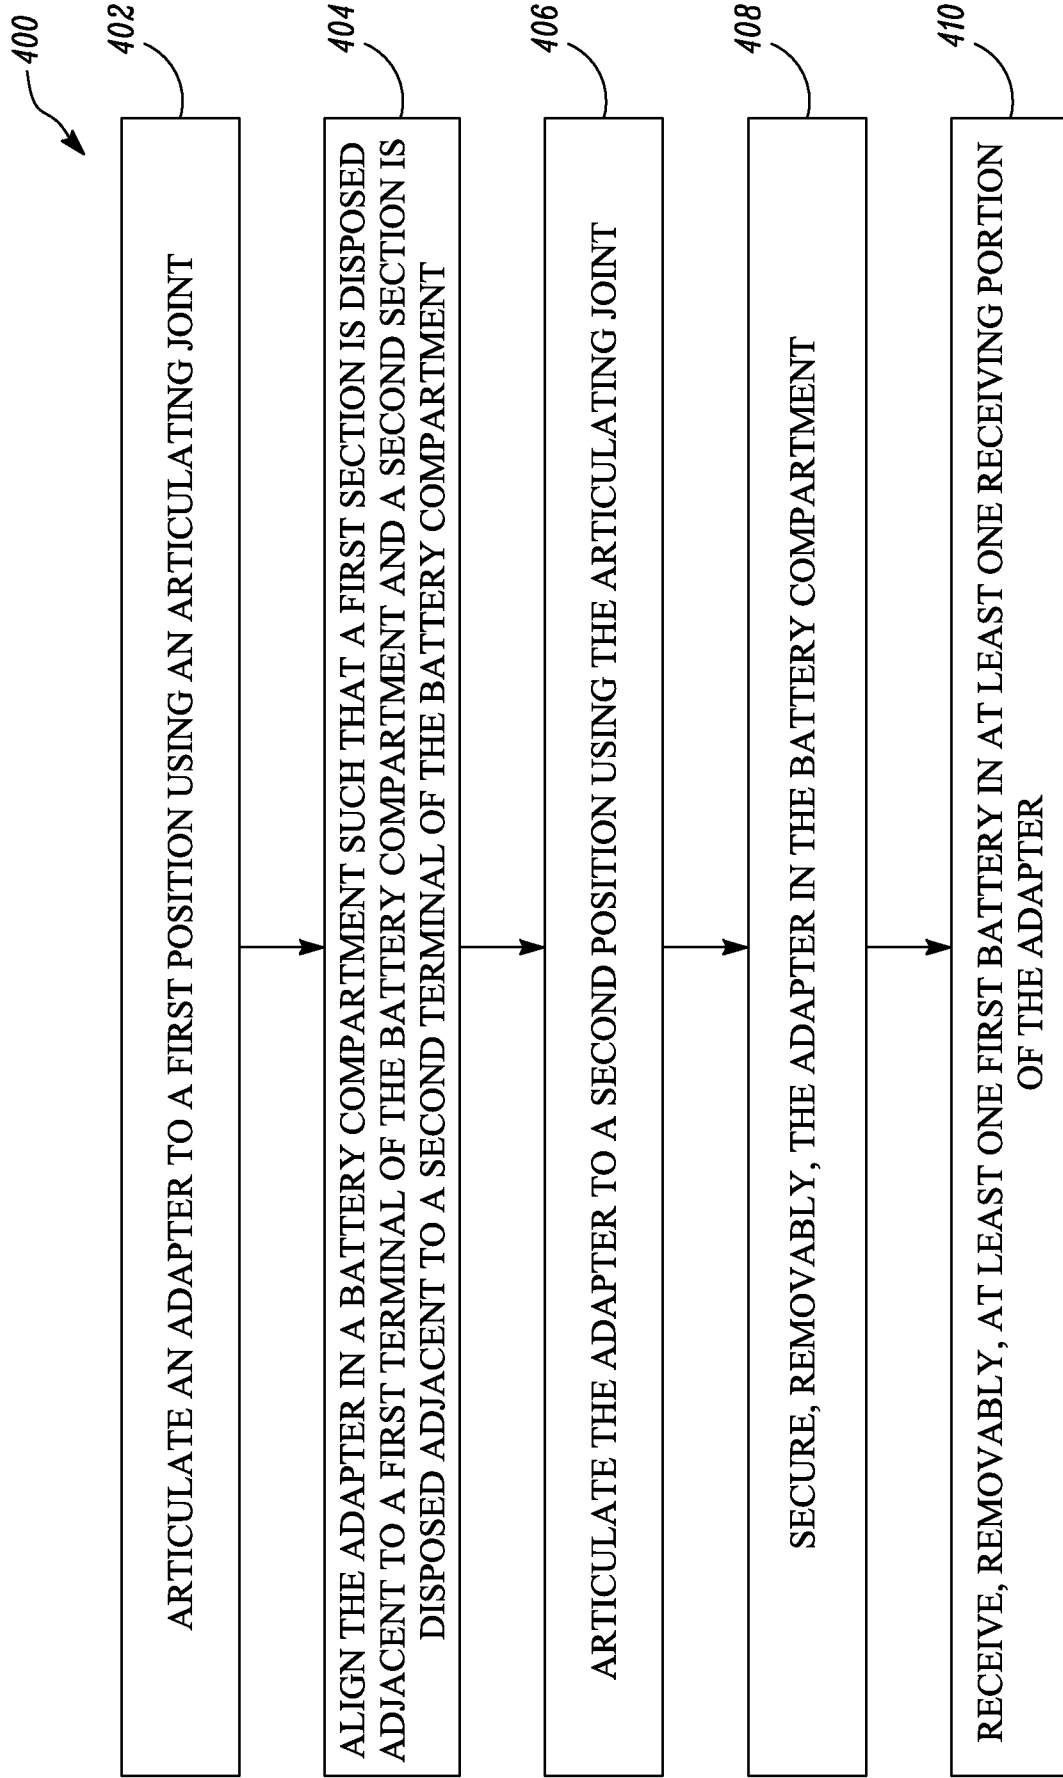 400
402
ARTICULATE AN ADAPTER TO A FIRST POSITION USING AN ARTICULATING JOINT
404
ALIGN THE ADAPTER IN A BATTERY COMPARTMENT SUCH THAT A FIRST SECTION IS DISPOSED
ADJACENT TO A FIRST TERMINAL OF THE BATTERY COMPARTMENT AND A SECOND SECTION IS
DISPOSED ADJACENT TO A SECOND TERMINAL OF THE BATTERY COMPARTMENT
406
ARTICULATE THE ADAPTER TO A SECOND POSITION USING THE ARTICULATING JOINT
408
SECURE, REMOVABLY, THE ADAPTER IN THE BATTERY COMPARTMENT
410
RECEIVE, REMOVABLY, AT LEAST ONE FIRST BATTERY IN AT LEAST ONE RECEIVING PORTION
OF THE ADAPTER